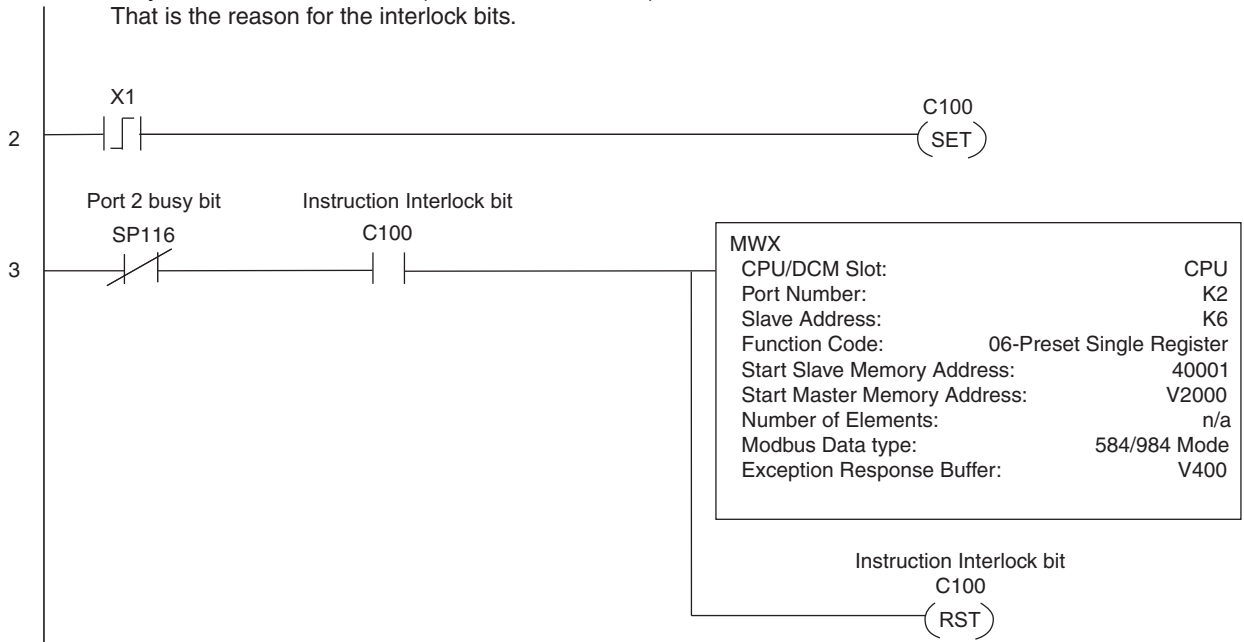 That is the reason for the interlock bits.
X1
C100
2
SET
Port 2 busy bit
Instruction Interlock bit
SP116
C100
3
MWX
CPU/DCM Slot: CPU
Port Number: K2
Slave Address: K6
Function Code: 06-Preset Single Register
Start Slave Memory Address: 40001
Start Master Memory Address: V2000
Number of Elements: n/a
Modbus Data type: 584/984 Mode
Exception Response Buffer: V400
Instruction Interlock bit
C100
RST